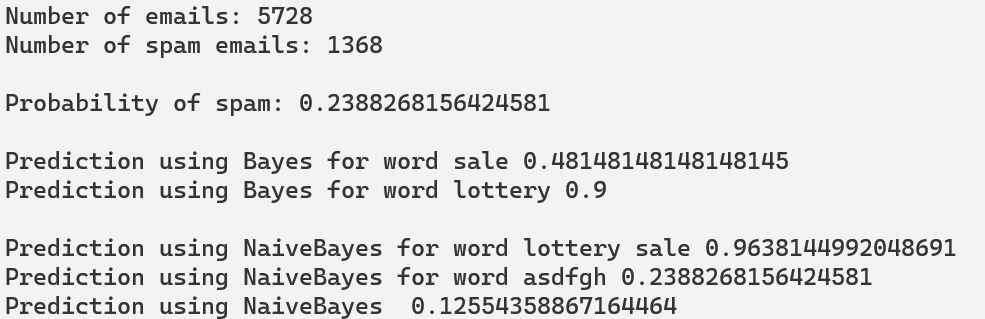 Number of emails: 5728
Number of spam emails: 1368
Probability of spam: 0.2388268156424581
Prediction using Bayes for word sale 0.48148148148148145
Prediction using Bayes for word lottery 0.9
Prediction using NaiveBayes for word lottery sale 0.9638144992048691
Prediction using NaiveBayes for word asdfgh 0.2388268156424581
Prediction using NaiveBayes  0.12554358867164464